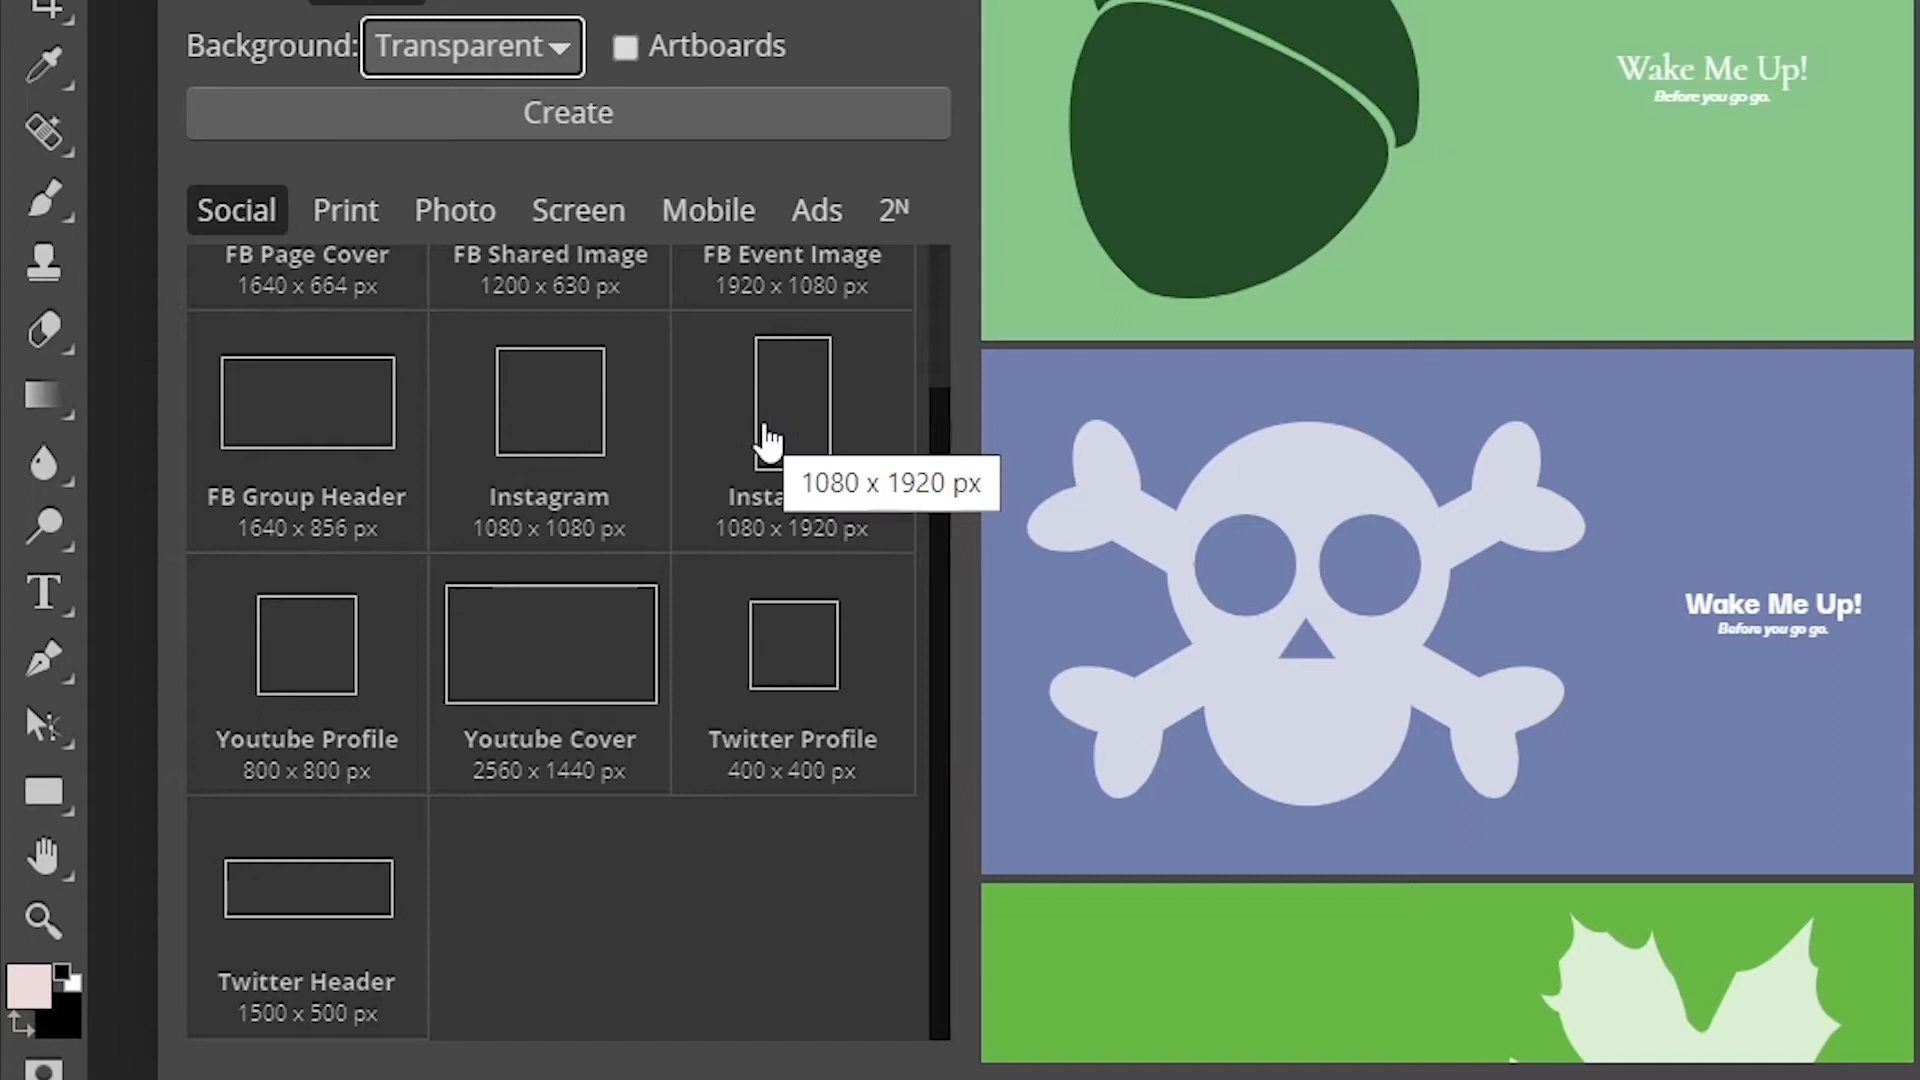 Background: Transparent Artboards
Create
Social Print Photo Screen Mobile Ads 2ᴺ
FB Page Cover
1640 x 664 px
FB Shared Image
1200 x 630 px
FB Event Image
1920 x 1080 px
FB Group Header
1640 x 856 px
Instagram
1080 x 1080 px
Insta
1080 x 1920 px
1080 x 1920 px
Youtube Profile
800 x 800 px
Youtube Cover
2560 x 1440 px
Twitter Profile
400 x 400 px
Twitter Header
1500 x 500 px
Wake Me Up!
Before you go go.
Wake Me Up!
Before you go go.